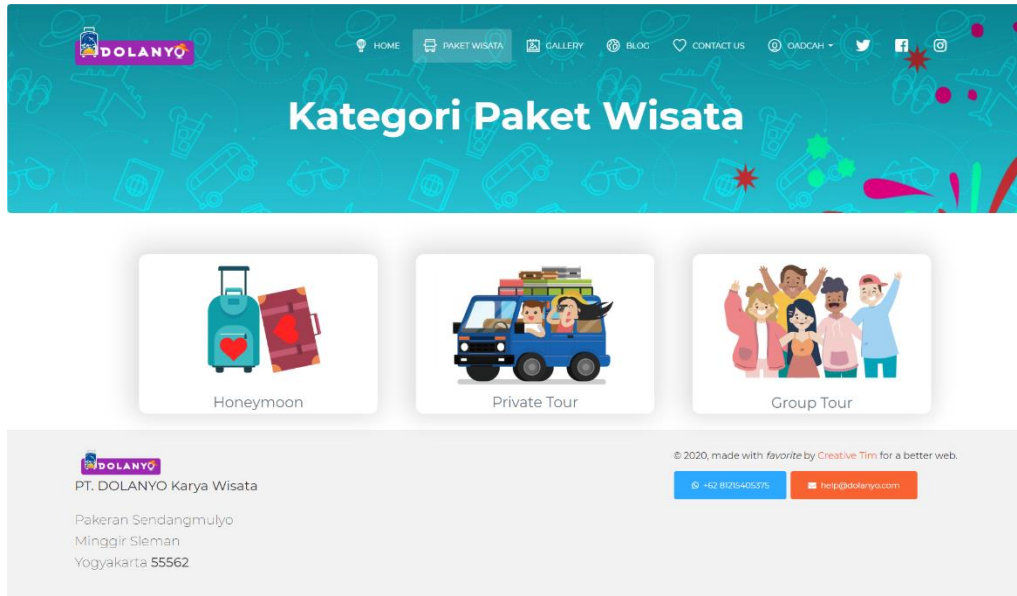 DOLANYO
HOME PAKET WISATA GALLERY BLOG CONTACT US OADCAH
Kategori Paket Wisata
Honeymoon
Private Tour
Group Tour
DOLANYO
PT. DOLANYO Karya Wisata
Pakeran Sendangmulyo
Minggir Sleman
Yogyakarta 55562
© 2020, made with favorite by Creative Tim for a better web.
+62 81215405375 help@dolanyo.com